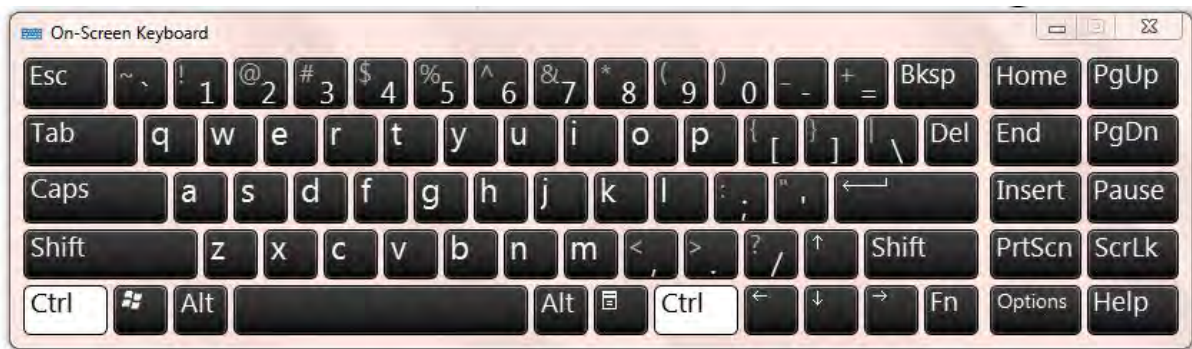 On-Screen Keyboard
Esc ~ ` ! 1 @ 2 # 3 $ 4 % 5 ^ 6 & 7 * 8 ( 9 ) 0 _ - + = Bksp Home PgUp
Tab q w e r t y u i o p { [ } ] | \ Del End PgDn
Caps a s d f g h j k l : ; " ' Insert Pause
Shift z x c v b n m < , > . ? / ↑ Shift PrtScn ScrLk
Ctrl Alt Alt Ctrl ← ↓ → Fn Options Help